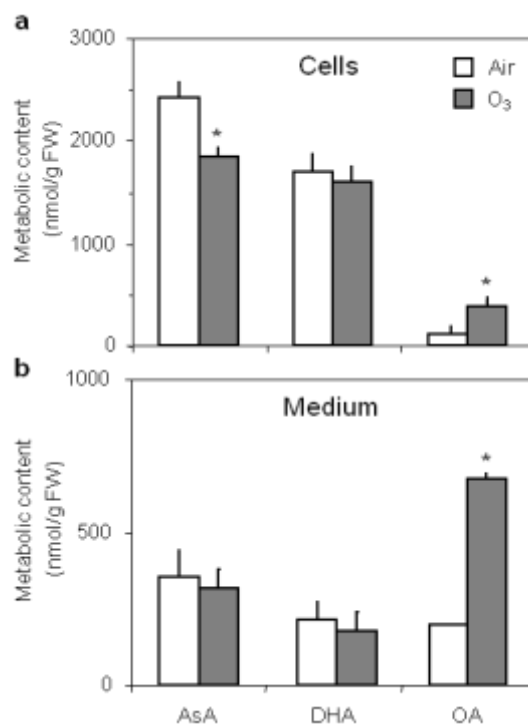 a
3000
Cells
Air
O₃
2000
*
1000
*
0
Metabolic content
(nmol/g FW)
b
1000
Medium
*
500
0
Metabolic content
(nmol/g FW)
AsA DHA OA